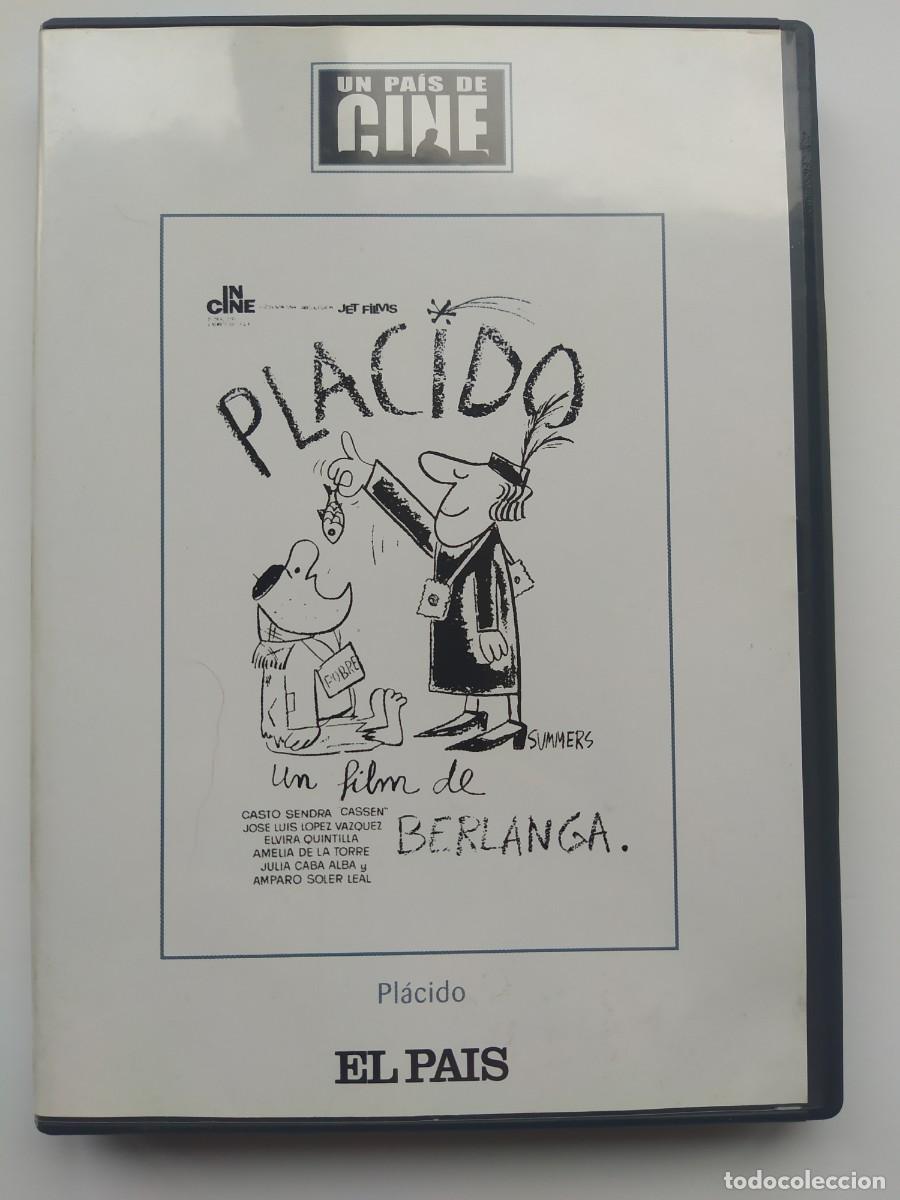 UN PAÍS DE
CINE
IN
CINE
JET FILMS
PLACIDO
POBRE
SUMMERS
un film de
BERLANGA.
CASTO SENDRA "CASSEN"
JOSE LUIS LOPEZ VAZQUEZ
ELVIRA QUINTILLA
AMELIA DE LA TORRE
JULIA CABA ALBA y
AMPARO SOLER LEAL
Plácido
EL PAIS
todocoleccion